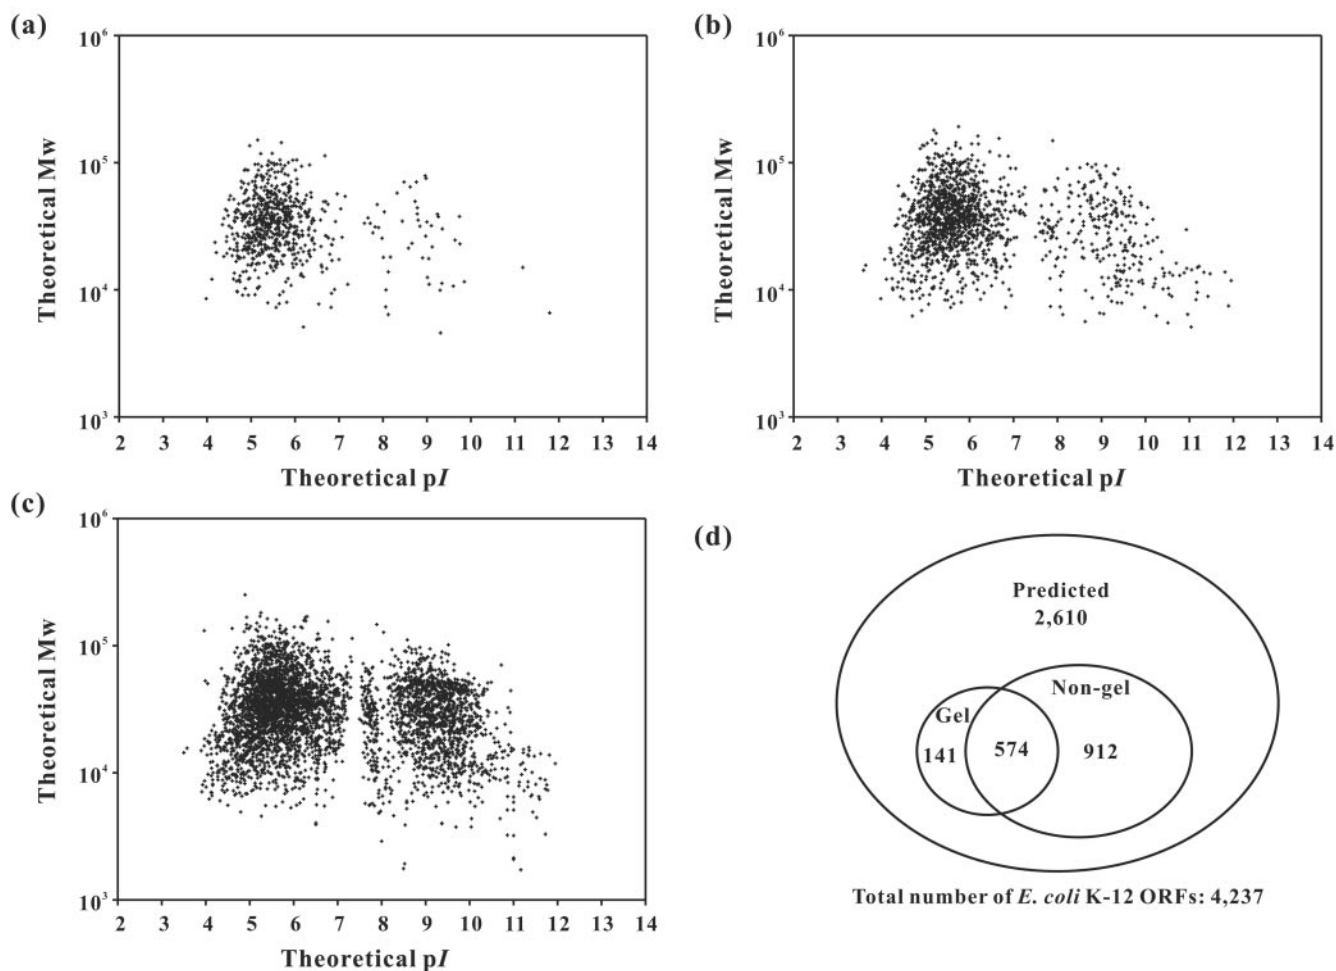 (a)
10⁶
10⁵
10⁴
10³
Theoretical Mw
2 3 4 5 6 7 8 9 10 11 12 13 14
Theoretical pI
(b)
10⁶
10⁵
10⁴
10³
Theoretical Mw
2 3 4 5 6 7 8 9 10 11 12 13 14
Theoretical pI
(c)
10⁶
10⁵
10⁴
10³
Theoretical Mw
2 3 4 5 6 7 8 9 10 11 12 13 14
Theoretical pI
(d)
Predicted
2,610
Non-gel
Gel
141 574 912
Total number of E. coli K-12 ORFs: 4,237